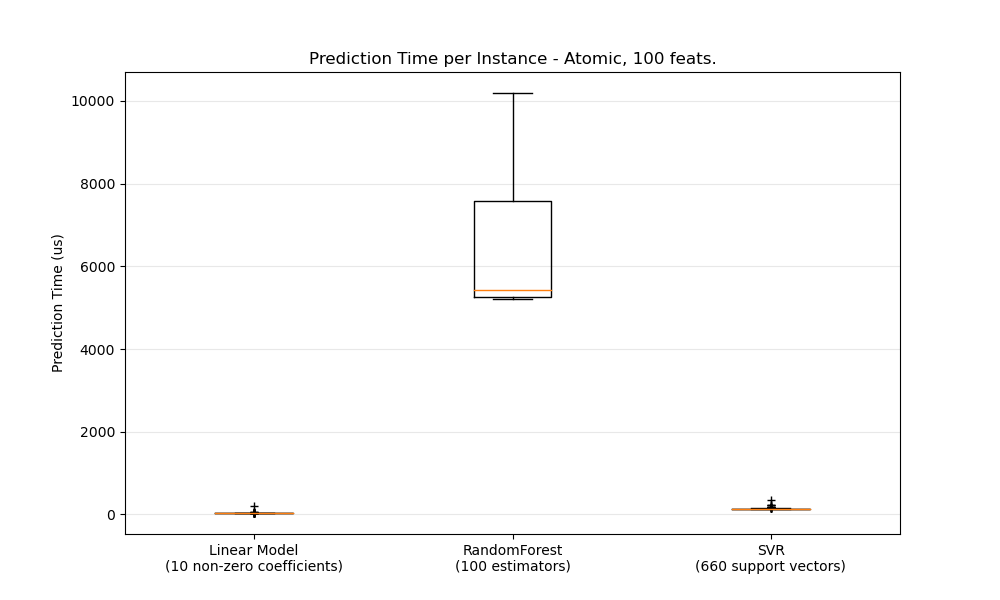 Prediction Time per Instance - Atomic, 100 feats.
Prediction Time (us)
10000
8000
6000
4000
2000
0
Linear Model
(10 non-zero coefficients)
RandomForest
(100 estimators)
SVR
(660 support vectors)